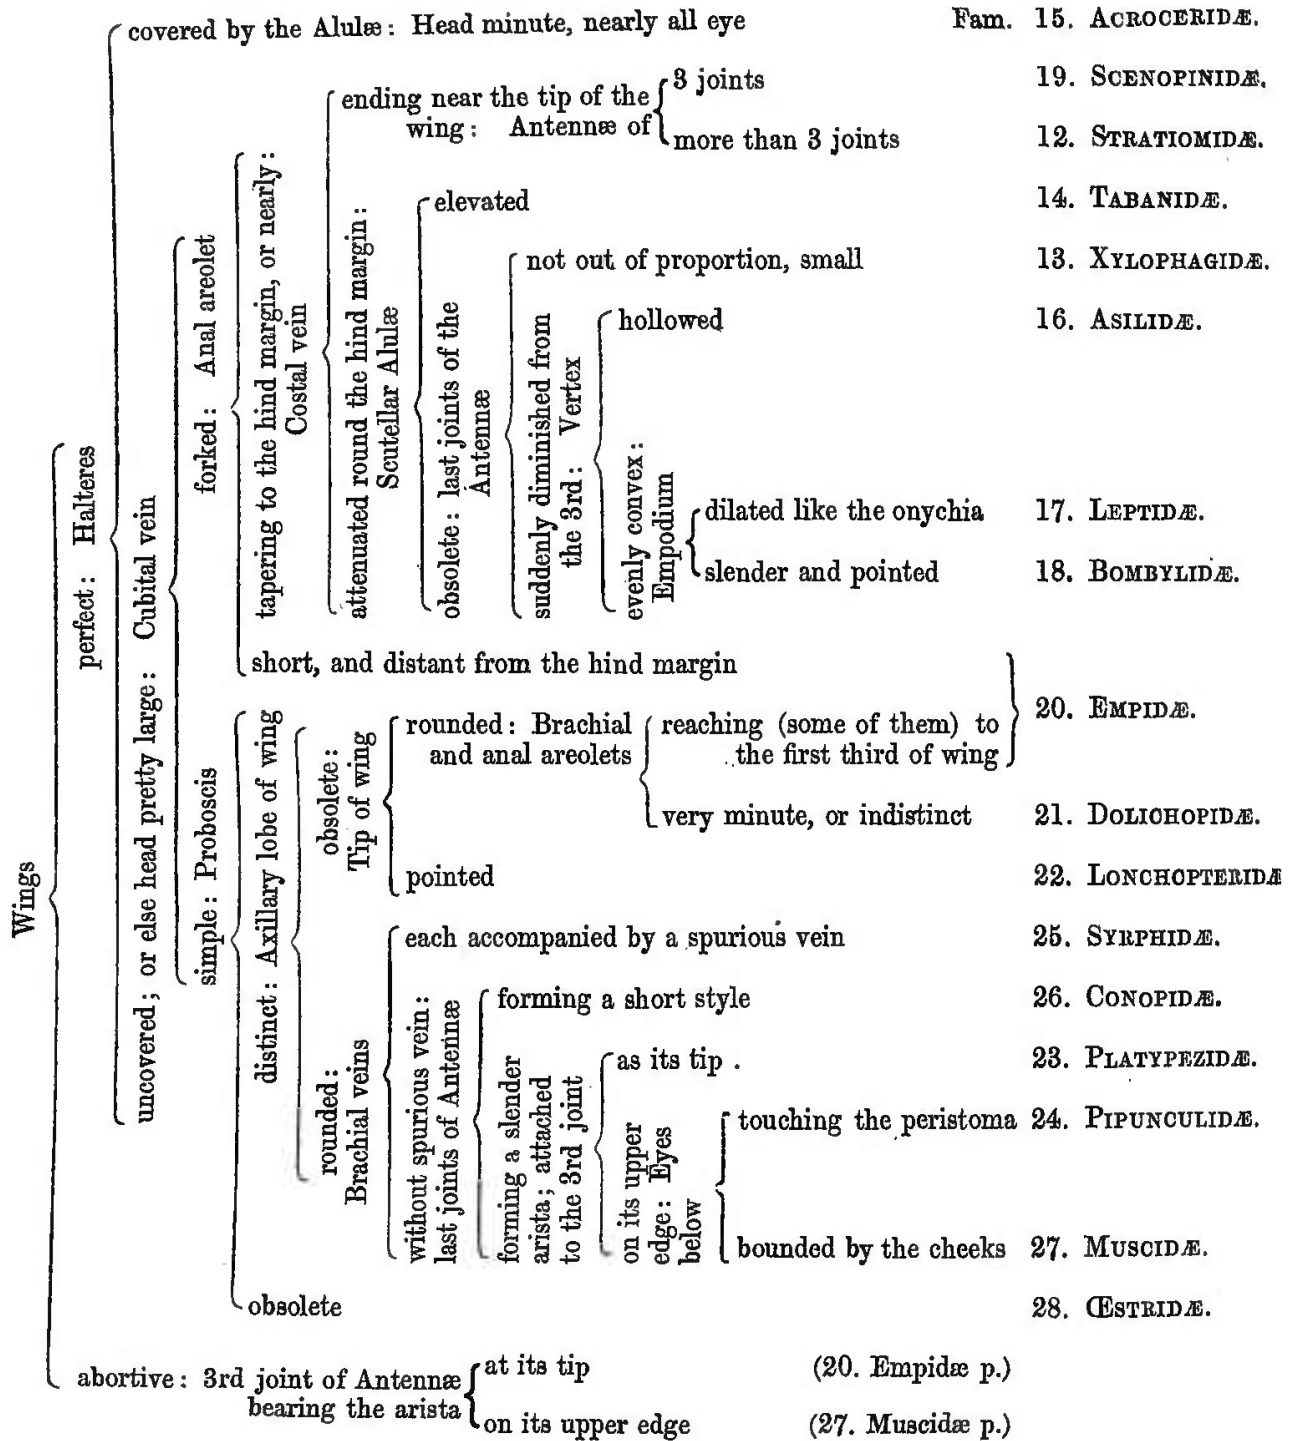 covered by the Alulæ: Head minute, nearly all eye Fam. 15. ACROCERIDÆ.
3 joints 19. SCENOPINIDÆ.
ending near the tip of the
wing: Antennæ of
more than 3 joints 12. STRATIOMIDÆ.
elevated 14. TABANIDÆ.
not out of proportion, small 13. XYLOPHAGIDÆ.
hollowed 16. ASILIDÆ.
Wings
perfect: Halteres
uncovered; or else head pretty large: Cubital vein
forked: Anal areolet
tapering to the hind margin, or nearly:
Costal vein
attenuated round the hind margin:
Scutellar Alulæ
obsolete: last joints of the
Antennæ
suddenly diminished from
the 3rd: Vertex
evenly convex:
Empodium
dilated like the onychia 17. LEPTIDÆ.
slender and pointed 18. BOMBYLIDÆ.
short, and distant from the hind margin
20. EMPIDÆ.
simple: Proboscis
distinct: Axillary lobe of wing
obsolete:
Tip of wing
rounded: Brachial
and anal areolets
reaching (some of them) to
the first third of wing
very minute, or indistinct 21. DOLICHOPIDÆ.
pointed 22. LONCHOPTERIDÆ
rounded:
Brachial veins
each accompanied by a spurious vein 25. SYRPHIDÆ.
without spurious vein:
last joints of Antennæ
forming a short style 26. CONOPIDÆ.
forming a slender
arista; attached
to the 3rd joint
as its tip . 23. PLATYPEZIDÆ.
on its upper
edge: Eyes
below
touching the peristoma 24. PIPUNCULIDÆ.
bounded by the cheeks 27. MUSCIDÆ.
obsolete 28. ŒSTRIDÆ.
abortive: 3rd joint of Antennæ
bearing the arista
at its tip (20. Empidæ p.)
on its upper edge (27. Muscidæ p.)